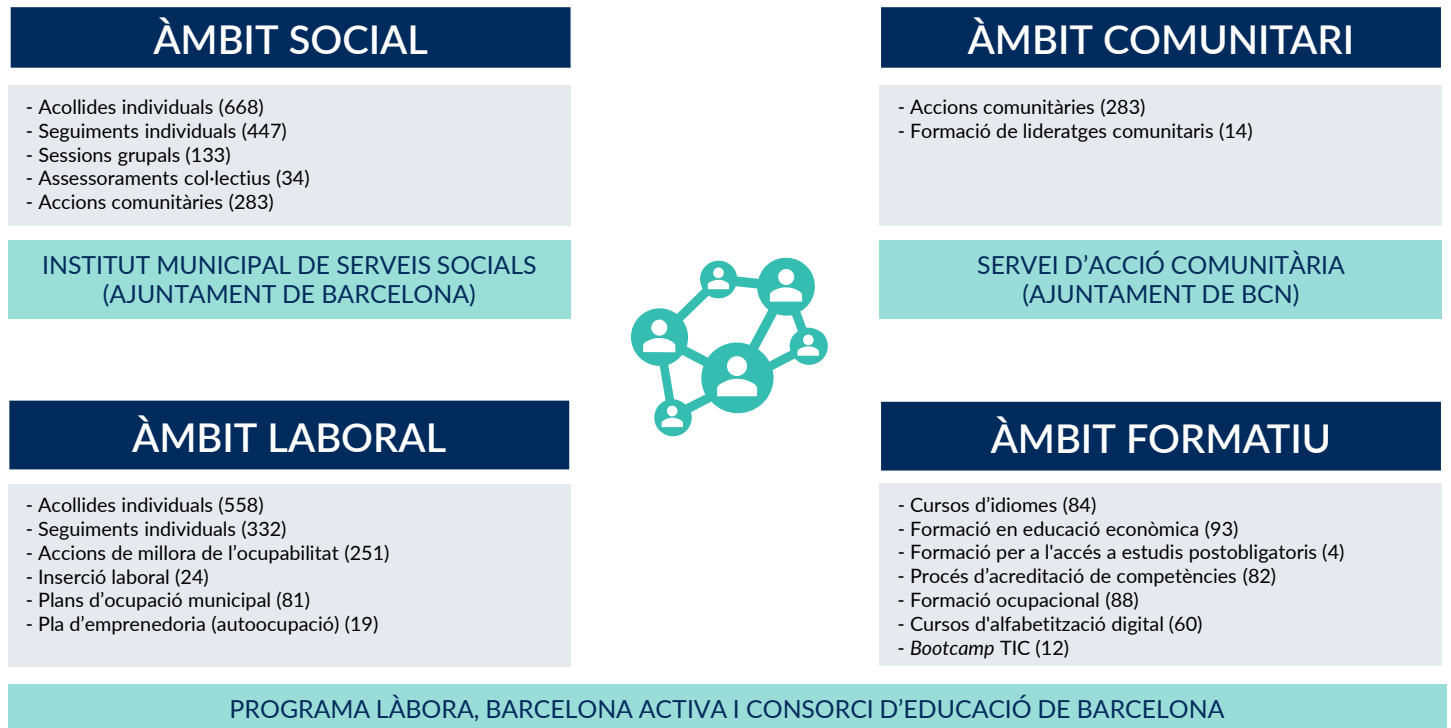 ÀMBIT SOCIAL
- Acollides individuals (668)
- Seguiments individuals (447)
- Sessions grupals (133)
- Assessoraments col·lectius (34)
- Accions comunitàries (283)
INSTITUT MUNICIPAL DE SERVEIS SOCIALS
(AJUNTAMENT DE BARCELONA)
ÀMBIT COMUNITARI
- Accions comunitàries (283)
- Formació de lideratges comunitaris (14)
SERVEI D’ACCIÓ COMUNITÀRIA
(AJUNTAMENT DE BCN)
ÀMBIT LABORAL
- Acollides individuals (558)
- Seguiments individuals (332)
- Accions de millora de l’ocupabilitat (251)
- Inserció laboral (24)
- Plans d’ocupació municipal (81)
- Pla d’emprenedoria (autoocupació) (19)
ÀMBIT FORMATIU
- Cursos d’idiomes (84)
- Formació en educació econòmica (93)
- Formació per a l'accés a estudis postobligatoris (4)
- Procés d’acreditació de competències (82)
- Formació ocupacional (88)
- Cursos d'alfabetització digital (60)
- Bootcamp TIC (12)
PROGRAMA LÀBORA, BARCELONA ACTIVA I CONSORCI D’EDUCACIÓ DE BARCELONA